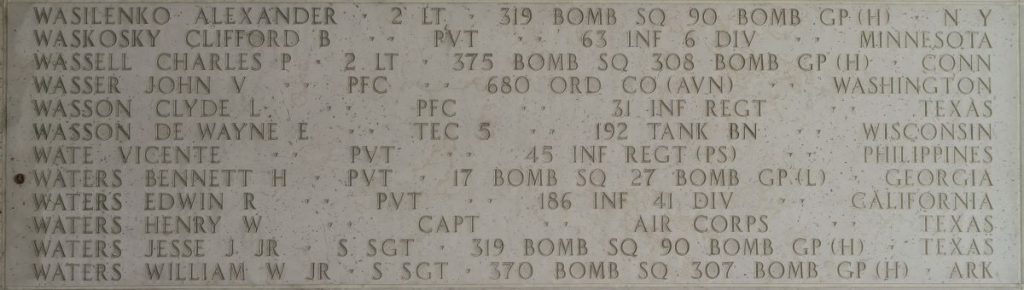 WASILENKO ALEXANDER · 2 LT · 319 BOMB SQ 90 BOMB GP (H) · N Y
WASKOSKY CLIFFORD B · · PVT · · 63 INF 6 DIV · · MINNESOTA
WASSELL CHARLES P · 2 LT · 375 BOMB SQ 308 BOMB GP (H) · CONN
WASSER JOHN V · · PFC · · 680 ORD CO (AVN) · · WASHINGTON
WASSON CLYDE L · · · PFC · · · 31 INF REGT · · · TEXAS
WASSON DE WAYNE E · · TEC 5 · · 192 TANK BN · · WISCONSIN
WATE VICENTE · · · PVT · · · 45 INF REGT (PS) · · PHILIPPINES
WATERS BENNETT H · PVT · 17 BOMB SQ 27 BOMB GP (L) · GEORGIA
WATERS EDWIN R · · PVT · · 186 INF 41 DIV · · CALIFORNIA
WATERS HENRY W · · · CAPT · · · AIR CORPS · · · TEXAS
WATERS JESSE J JR · S SGT · 319 BOMB SQ 90 BOMB GP (H) · TEXAS
WATERS WILLIAM W JR · S SGT · 370 BOMB SQ 307 BOMB GP (H) · ARK